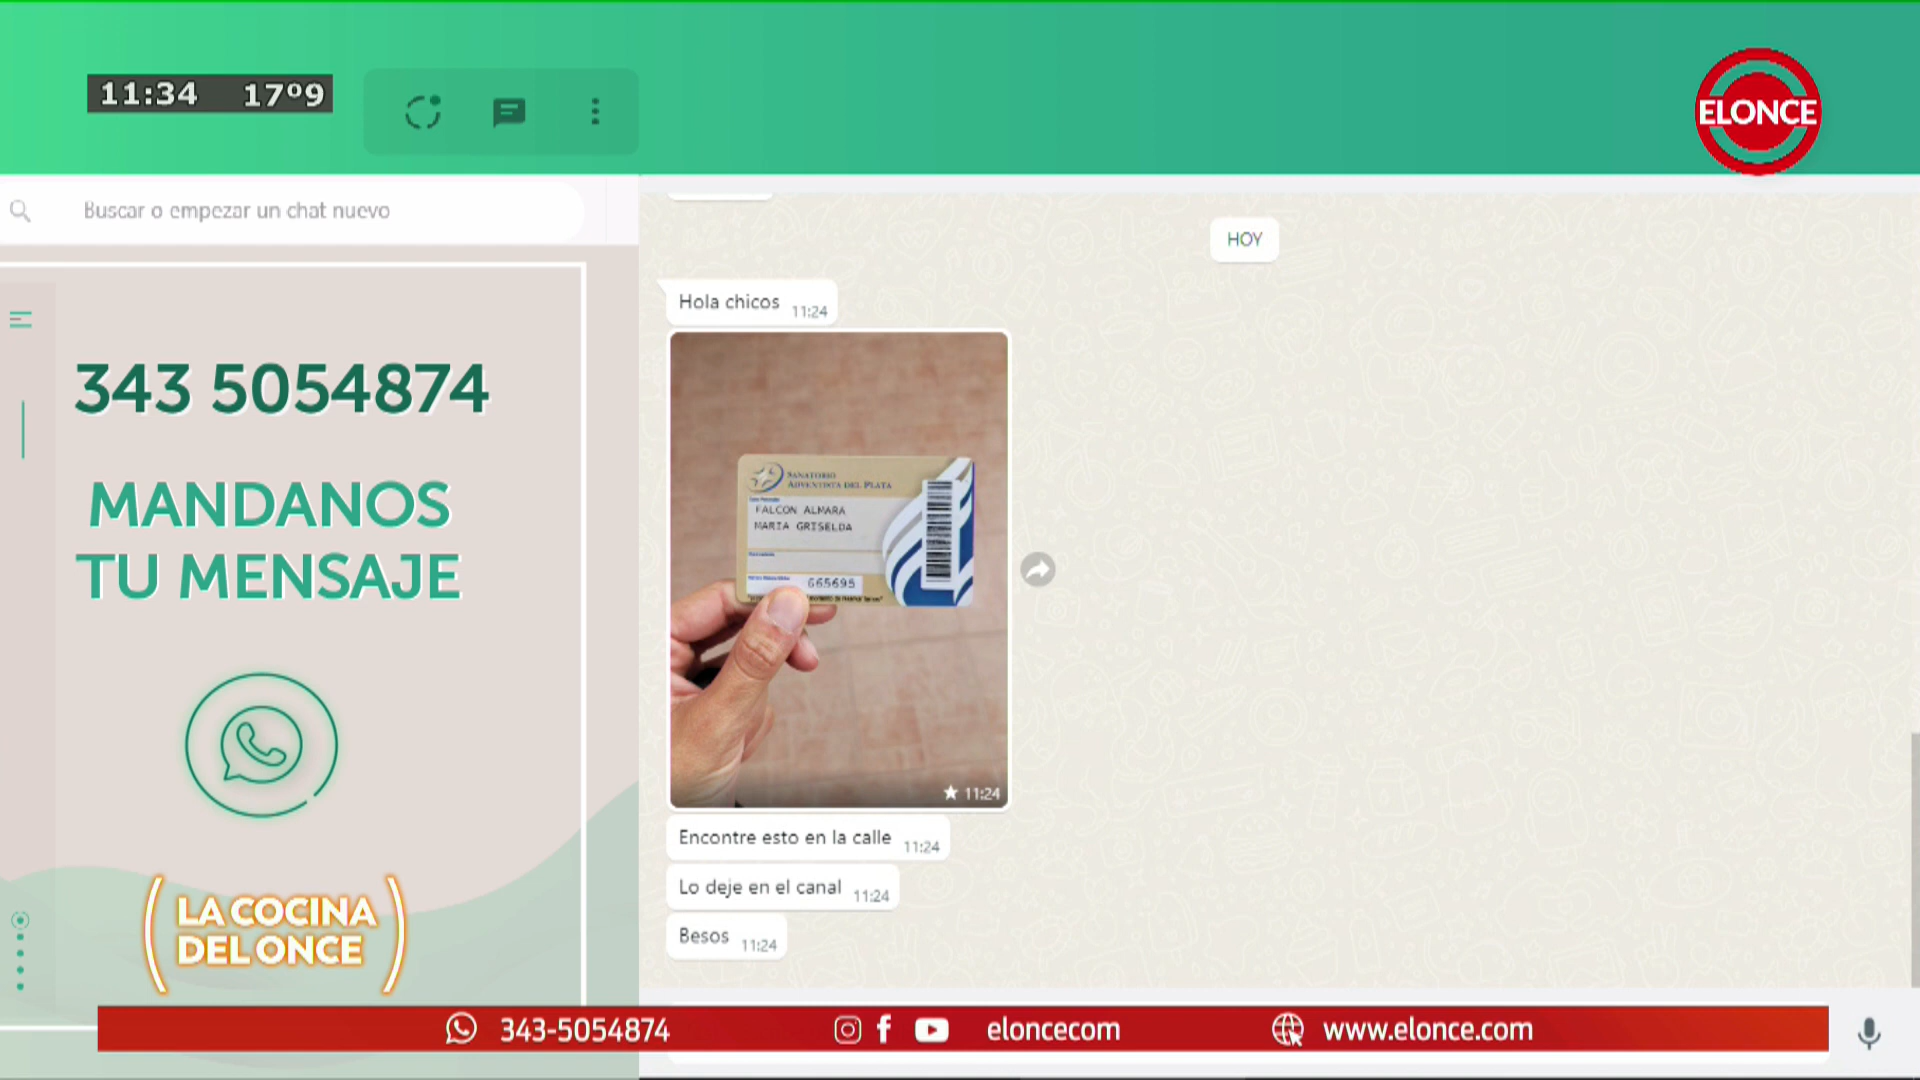 11:34 17º9
ELONCE
Buscar o empezar un chat nuevo
343 5054874
MANDANOS
TU MENSAJE
LA COCINA
DEL ONCE
HOY
Hola chicos 11:24
SANATORIO
ADVENTISTA DEL PLATA
FALCON ALMARA
MARIA GRISELDA
665695
11:24
Encontre esto en la calle 11:24
Lo deje en el canal 11:24
Besos 11:24
343-5054874 eloncecom www.elonce.com